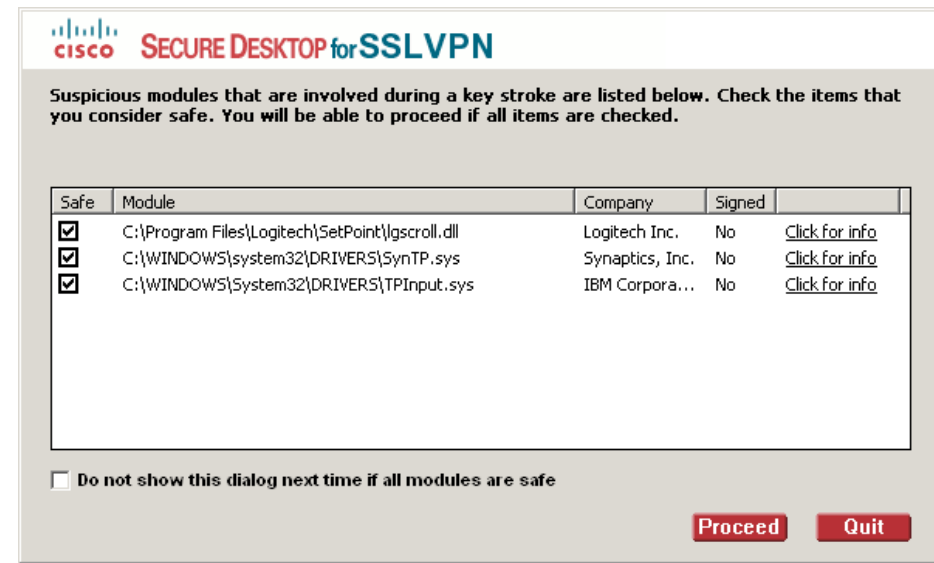 CISCO SECURE DESKTOP for SSLVPN
Suspicious modules that are involved during a key stroke are listed below. Check the items that
you consider safe. You will be able to proceed if all items are checked.
Safe Module Company Signed
C:\Program Files\Logitech\SetPoint\lgscroll.dll Logitech Inc. No Click for info
C:\WINDOWS\system32\DRIVERS\SynTP.sys Synaptics, Inc. No Click for info
C:\WINDOWS\System32\DRIVERS\TPInput.sys IBM Corpora... No Click for info
Do not show this dialog next time if all modules are safe
Proceed Quit